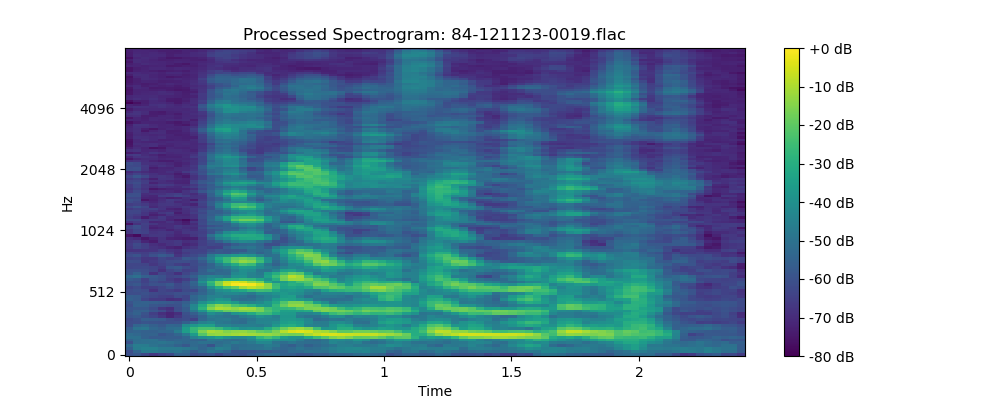 Processed Spectrogram: 84-121123-0019.flac
+0 dB
-10 dB
-20 dB
-30 dB
-40 dB
-50 dB
-60 dB
-70 dB
-80 dB
4096
2048
1024
512
0
Hz
0
0.5
1
1.5
2
Time